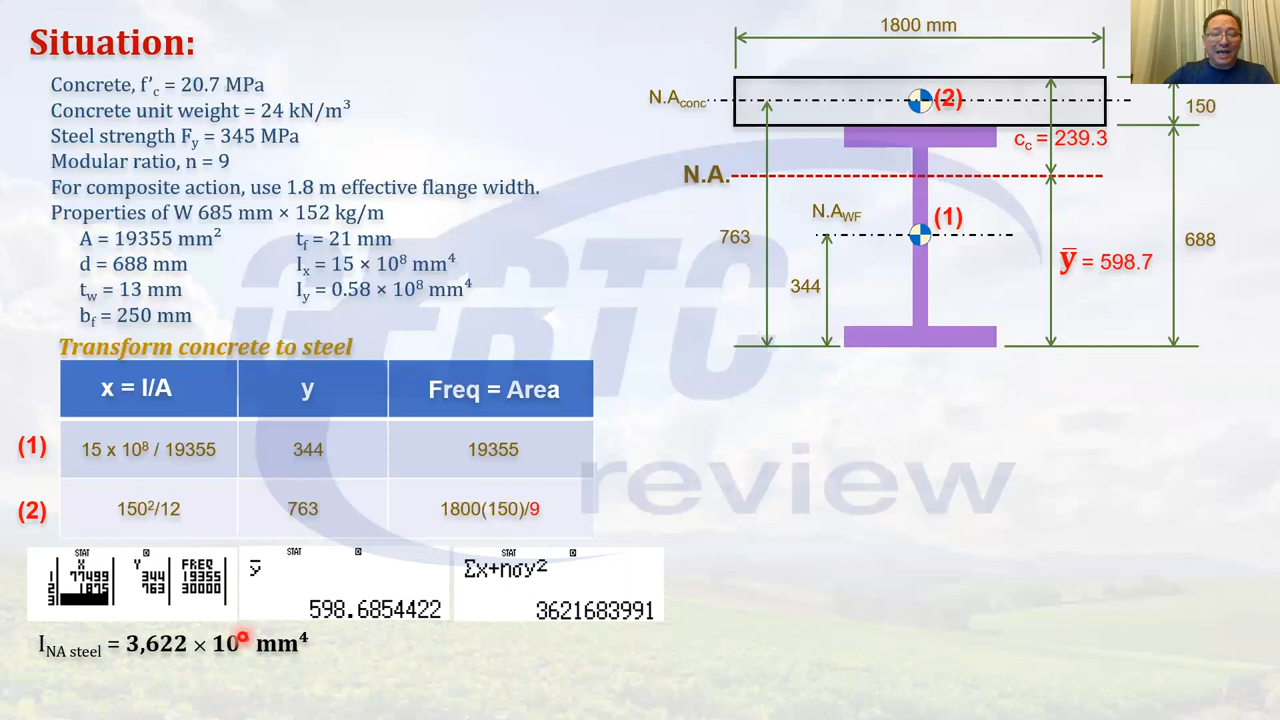 Situation:
Concrete, f'c = 20.7 MPa
Concrete unit weight = 24 kN/m³
Steel strength Fy = 345 MPa
Modular ratio, n = 9
For composite action, use 1.8 m effective flange width.
Properties of W 685 mm × 152 kg/m
A = 19355 mm² tf = 21 mm
d = 688 mm Ix = 15 × 10⁸ mm⁴
tw = 13 mm Iy = 0.58 × 10⁸ mm⁴
bf = 250 mm
Transform concrete to steel
x = I/A y Freq = Area
(1) 15 x 10⁸ / 19355 344 19355
(2) 150²/12 763 1800(150)/9
STAT D
X Y FREQ
1 77499 344 19355
2 1875 763 30000
3
STAT D
ȳ
598.6854422
STAT D
Σx+nσy²
3621683991
INA steel = 3,622 × 10 mm⁴
1800 mm
N.Aconc
(2)
150
cc = 239.3
N.A.
N.AWF
(1)
763
688
ȳ = 598.7
344
review